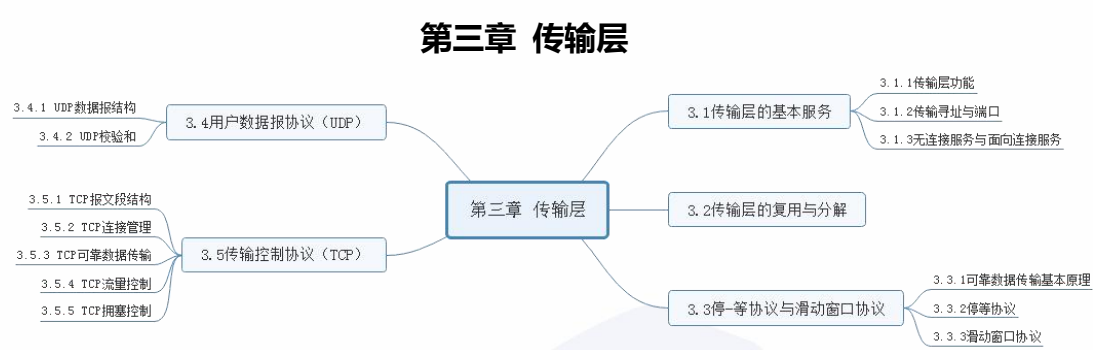 第三章 传输层
第三章 传输层
3.1传输层的基本服务
3.1.1传输层功能
3.1.2传输寻址与端口
3.1.3无连接服务与面向连接服务
3.2传输层的复用与分解
3.3停-等协议与滑动窗口协议
3.3.1可靠数据传输基本原理
3.3.2停等协议
3.3.3滑动窗口协议
3.4用户数据报协议（UDP）
3.4.1 UDP数据报结构
3.4.2 UDP校验和
3.5传输控制协议（TCP）
3.5.1 TCP报文段结构
3.5.2 TCP连接管理
3.5.3 TCP可靠数据传输
3.5.4 TCP流量控制
3.5.5 TCP拥塞控制